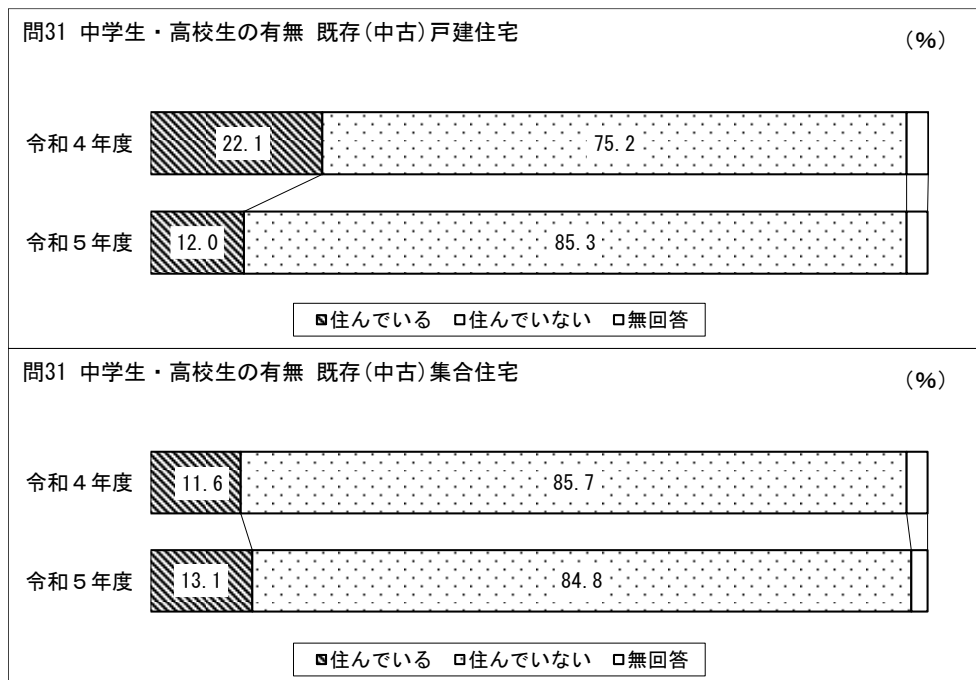 問31 中学生・高校生の有無 既存(中古)戸建住宅
(%)
令和４年度
22.1
75.2
令和５年度
12.0
85.3
住んでいる 住んでいない 無回答
問31 中学生・高校生の有無 既存(中古)集合住宅
(%)
令和４年度
11.6
85.7
令和５年度
13.1
84.8
住んでいる 住んでいない 無回答